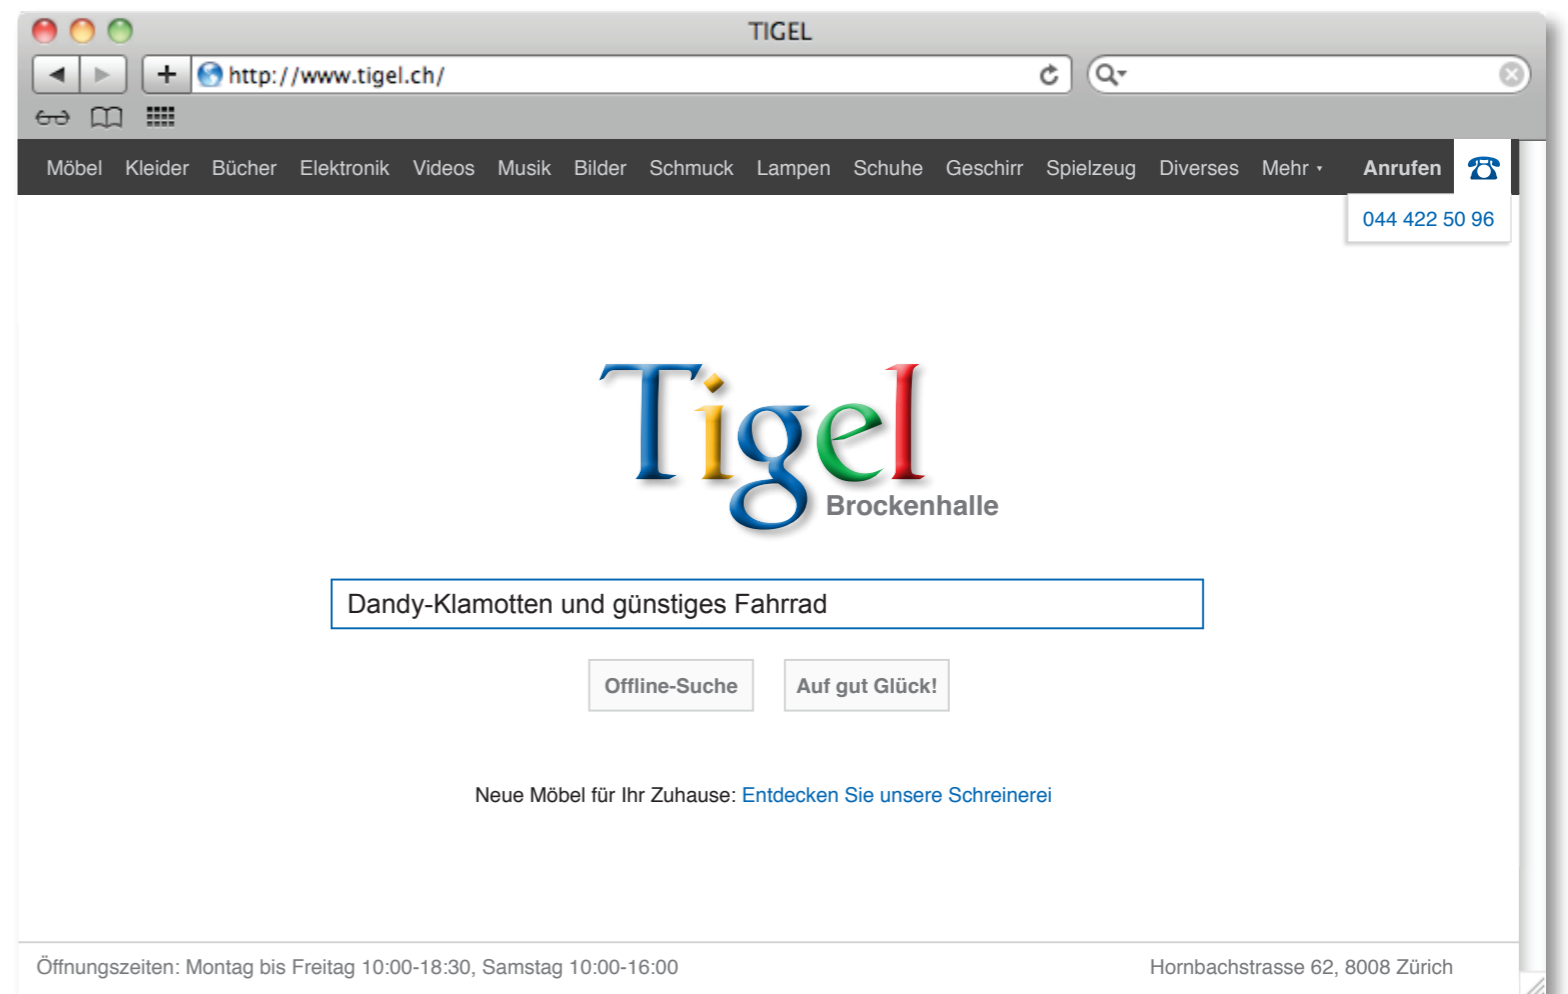 TIGEL
http://www.tigel.ch/
Möbel Kleider Bücher Elektronik Videos Musik Bilder Schmuck Lampen Schuhe Geschirr Spielzeug Diverses Mehr Anrufen
044 422 50 96
Tigel
Brockenhalle
Dandy-Klamotten und günstiges Fahrrad
Offline-Suche Auf gut Glück!
Neue Möbel für Ihr Zuhause: Entdecken Sie unsere Schreinerei
Öffnungszeiten: Montag bis Freitag 10:00-18:30, Samstag 10:00-16:00 Hornbachstrasse 62, 8008 Zürich